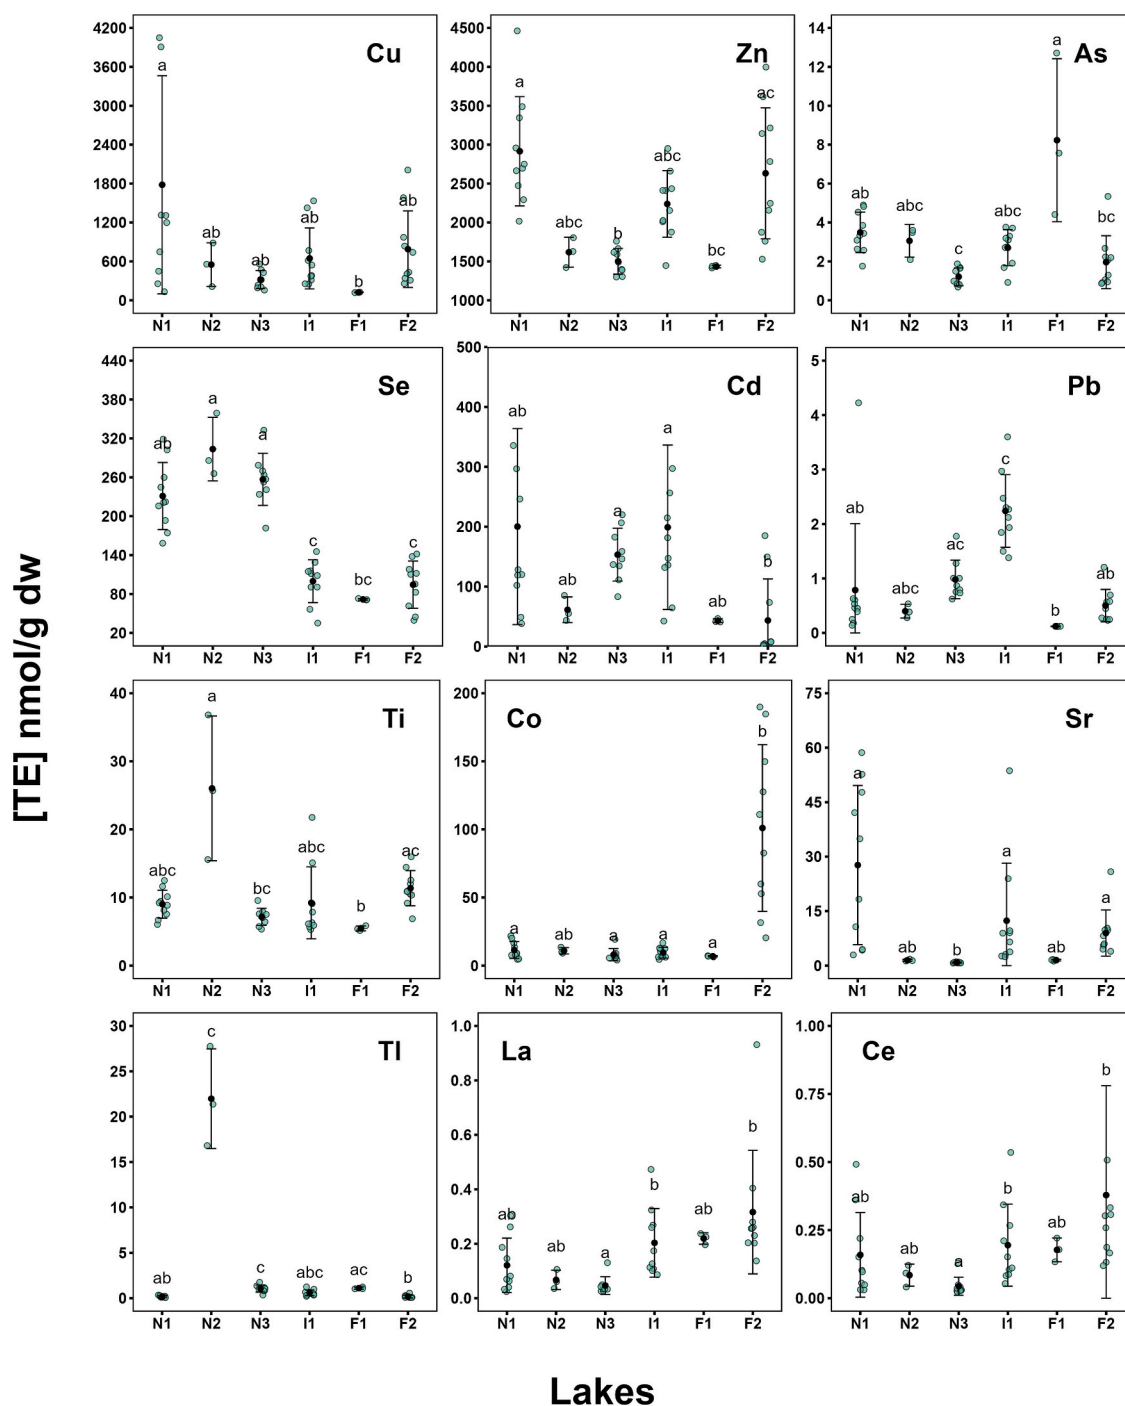 [TE] nmol/g dw
Cu
4200
3600
3000
2400
1800
1200
600
0
a
ab
ab
ab
b
ab
N1 N2 N3 I1 F1 F2
Zn
4500
4000
3500
3000
2500
2000
1500
1000
a
abc
b
abc
bc
ac
N1 N2 N3 I1 F1 F2
As
14
12
10
8
6
4
2
0
ab
abc
c
abc
a
bc
N1 N2 N3 I1 F1 F2
Se
440
380
320
260
200
140
80
20
ab
a
a
c
bc
c
N1 N2 N3 I1 F1 F2
Cd
500
400
300
200
100
0
ab
ab
a
a
ab
b
N1 N2 N3 I1 F1 F2
Pb
5
4
3
2
1
0
ab
abc
ac
c
b
ab
N1 N2 N3 I1 F1 F2
Ti
40
30
20
10
0
abc
a
bc
abc
b
ac
N1 N2 N3 I1 F1 F2
Co
200
150
100
50
0
a
ab
a
a
a
b
N1 N2 N3 I1 F1 F2
Sr
75
60
45
30
15
0
a
ab
b
a
ab
a
N1 N2 N3 I1 F1 F2
Tl
30
25
20
15
10
5
0
ab
c
c
abc
ac
b
N1 N2 N3 I1 F1 F2
La
1.0
0.8
0.6
0.4
0.2
0.0
ab
ab
a
b
ab
b
N1 N2 N3 I1 F1 F2
Ce
1.00
0.75
0.50
0.25
0.00
ab
ab
a
b
ab
b
N1 N2 N3 I1 F1 F2
Lakes